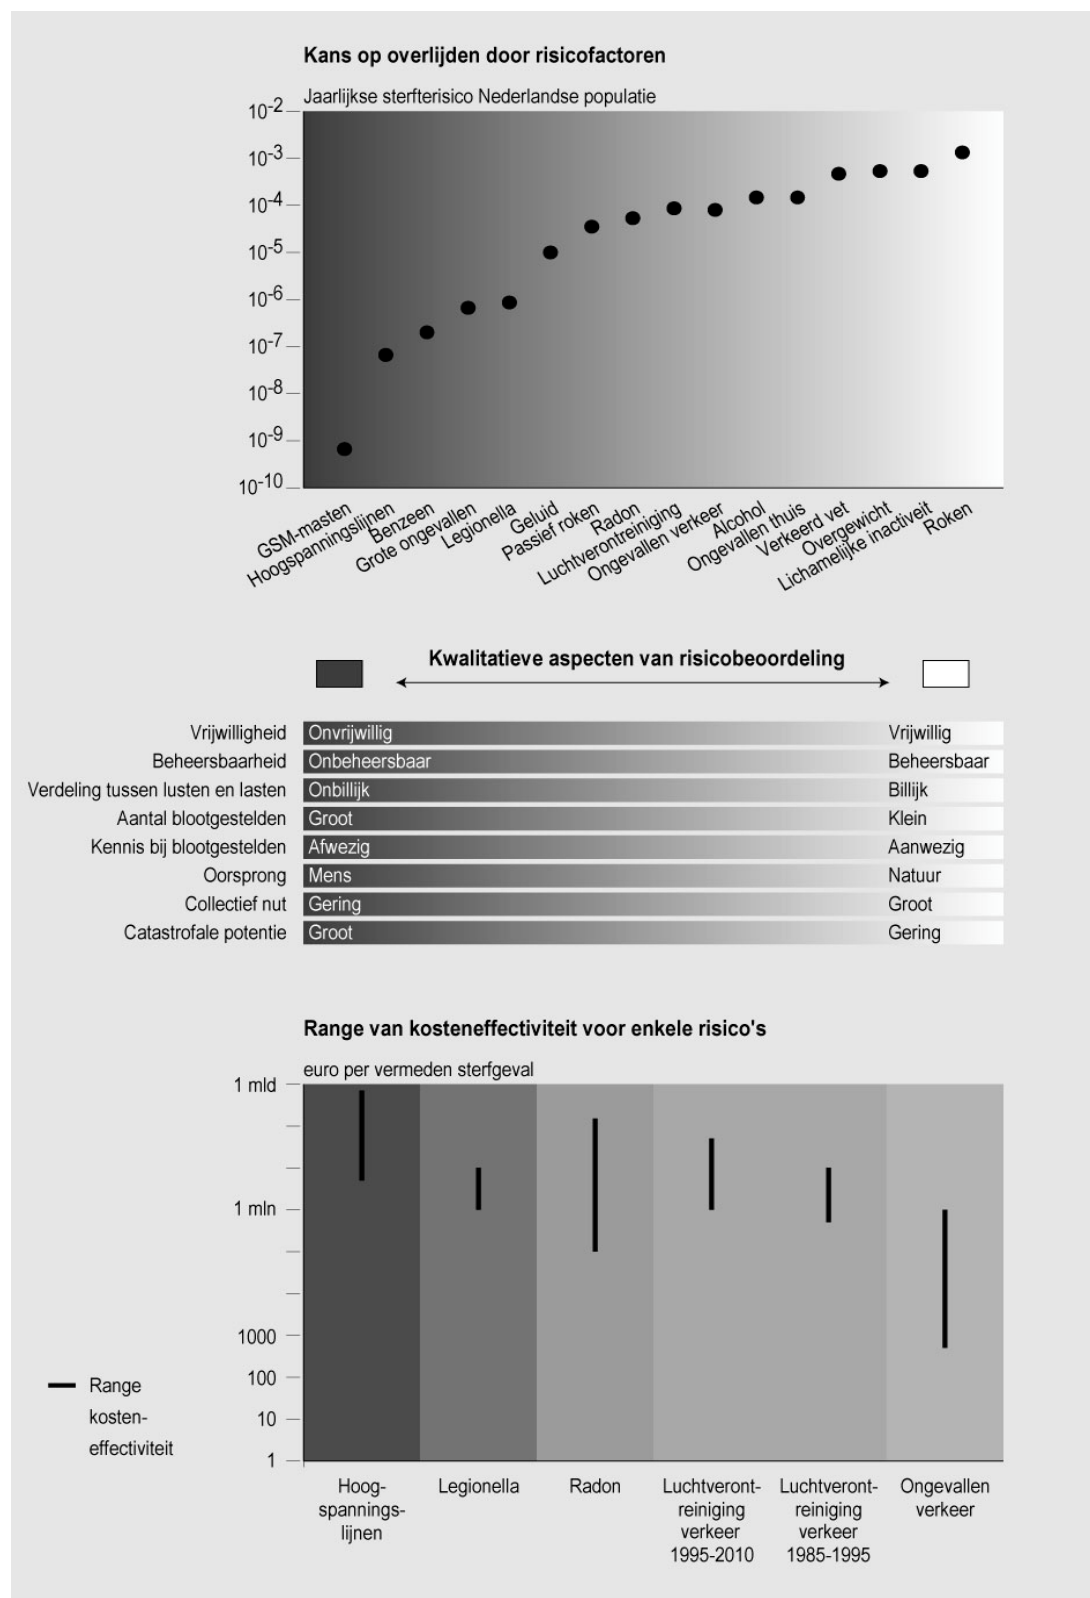 Kans op overlijden door risicofactoren
Jaarlijkse sterfterisico Nederlandse populatie
10-2
10-3
10-4
10-5
10-6
10-7
10-8
10-9
10-10
GSM-masten
Hoogspanningslijnen
Benzeen
Grote ongevallen
Legionella
Geluid
Passief roken
Radon
Luchtverontreiniging
Ongevallen verkeer
Alcohol
Ongevallen thuis
Verkeerd vet
Overgewicht
Lichamelijke inactiveit
Roken
Kwalitatieve aspecten van risicobeoordeling
Vrijwilligheid Onvrijwillig Vrijwillig
Beheersbaarheid Onbeheersbaar Beheersbaar
Verdeling tussen lusten en lasten Onbillijk Billijk
Aantal blootgestelden Groot Klein
Kennis bij blootgestelden Afwezig Aanwezig
Oorsprong Mens Natuur
Collectief nut Gering Groot
Catastrofale potentie Groot Gering
Range van kosteneffectiviteit voor enkele risico's
euro per vermeden sterfgeval
1 mld
1 mln
1000
100
10
1
Range
kosten-
effectiviteit
Hoog-
spannings-
lijnen
Legionella
Radon
Luchtveront-
reiniging
verkeer
1995-2010
Luchtveront-
reiniging
verkeer
1985-1995
Ongevallen
verkeer